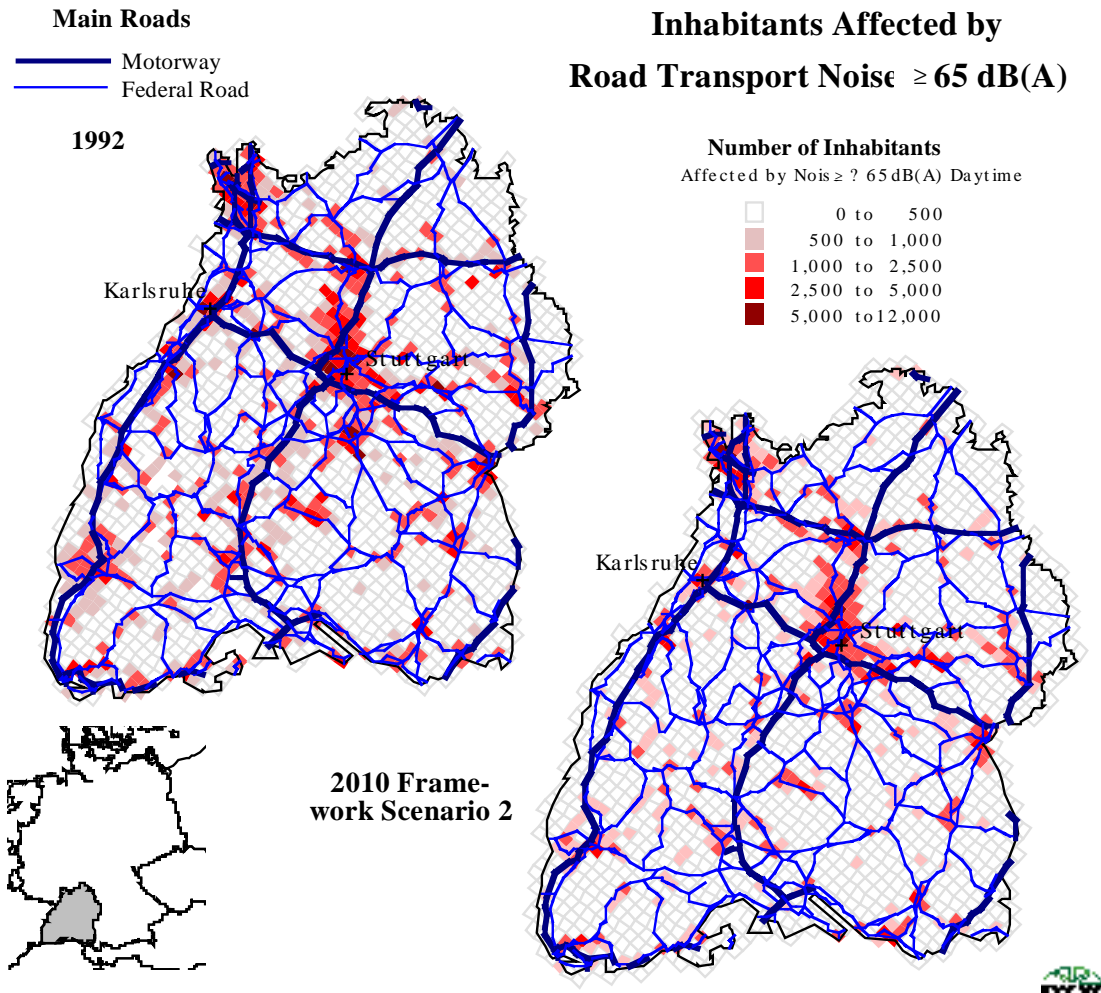 Main Roads
Motorway
Federal Road
1992
Inhabitants Affected by
Road Transport Noise ≥ 65 dB(A)
Number of Inhabitants
Affected by Nois ≥ ? 65 dB(A) Daytime
0 to 500
500 to 1,000
1,000 to 2,500
2,500 to 5,000
5,000 to 12,000
Karlsruhe
Stuttgart
Karlsruhe
Stuttgart
2010 Frame-
work Scenario 2